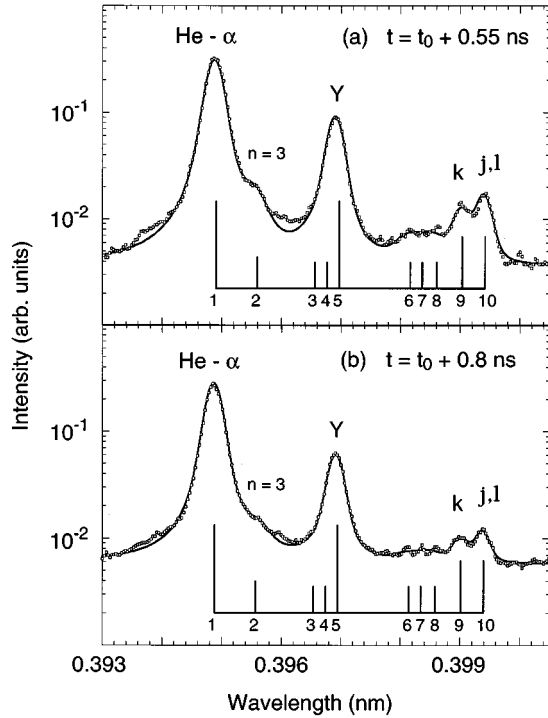 He - α
(a) t = t₀ + 0.55 ns
10⁻¹
Y
n = 3
k
j,l
10⁻²
1 2 3 4 5 6 7 8 9 10
Intensity (arb. units)
He - α
(b) t = t₀ + 0.8 ns
10⁻¹
Y
n = 3
k
j,l
10⁻²
1 2 3 4 5 6 7 8 9 10
0.393 0.396 0.399
Wavelength (nm)